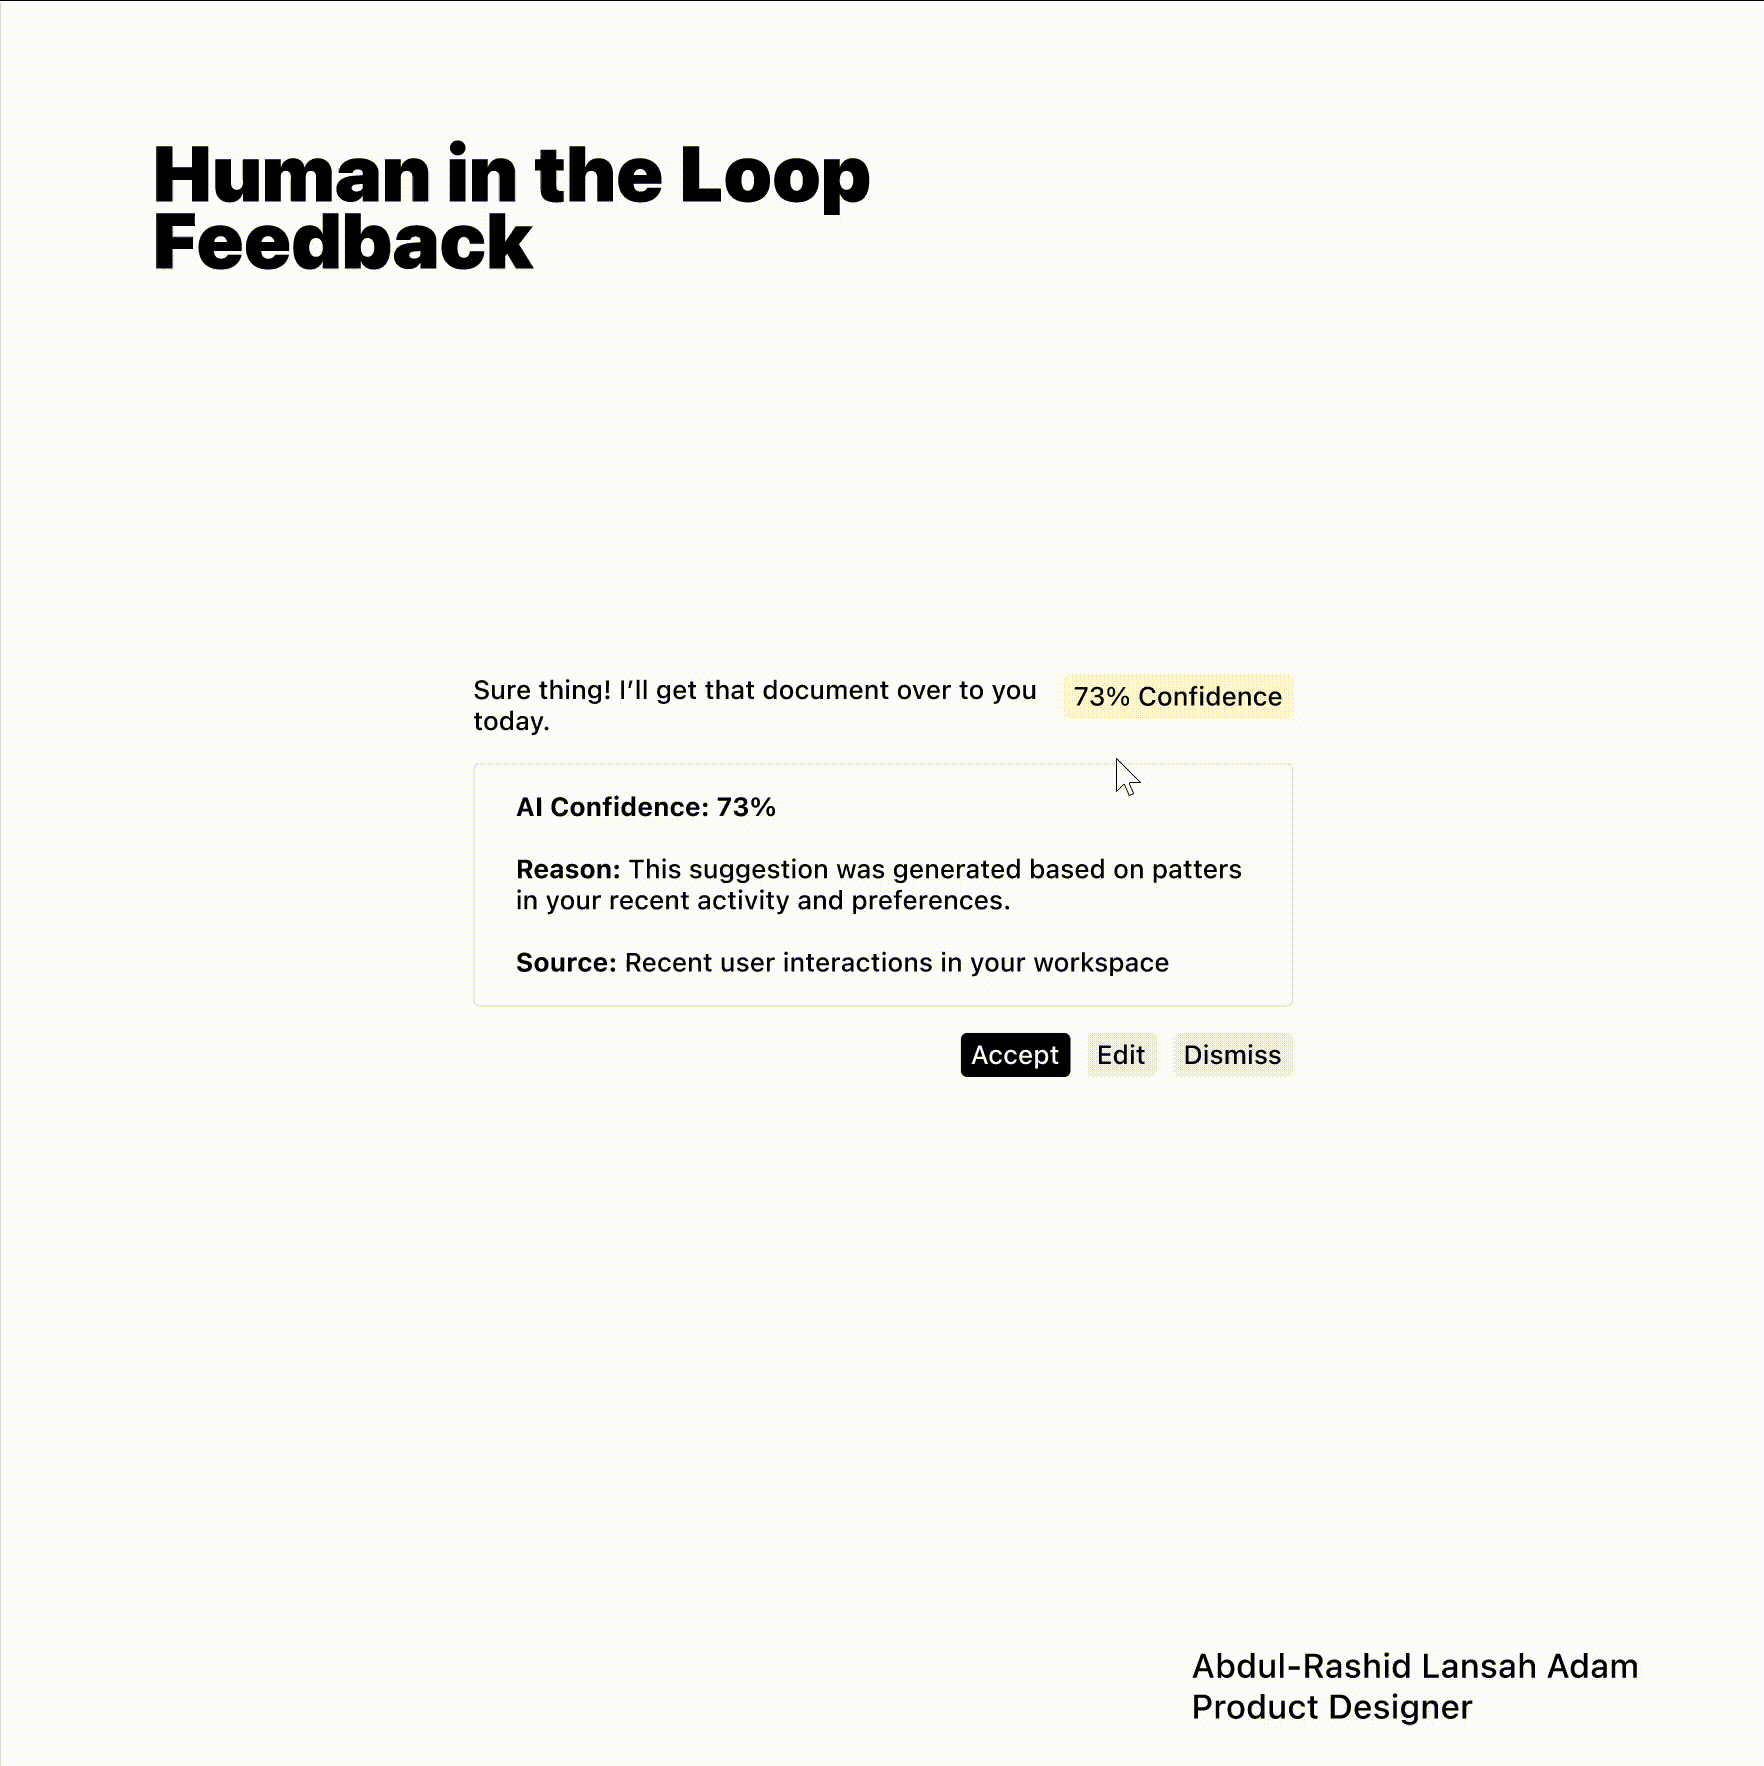 Human in the Loop
Feedback
Sure thing! I’ll get that document over to you
today.
73% Confidence
AI Confidence: 73%
Reason: This suggestion was generated based on patters
in your recent activity and preferences.
Source: Recent user interactions in your workspace
Accept
Edit
Dismiss
Abdul-Rashid Lansah Adam
Product Designer